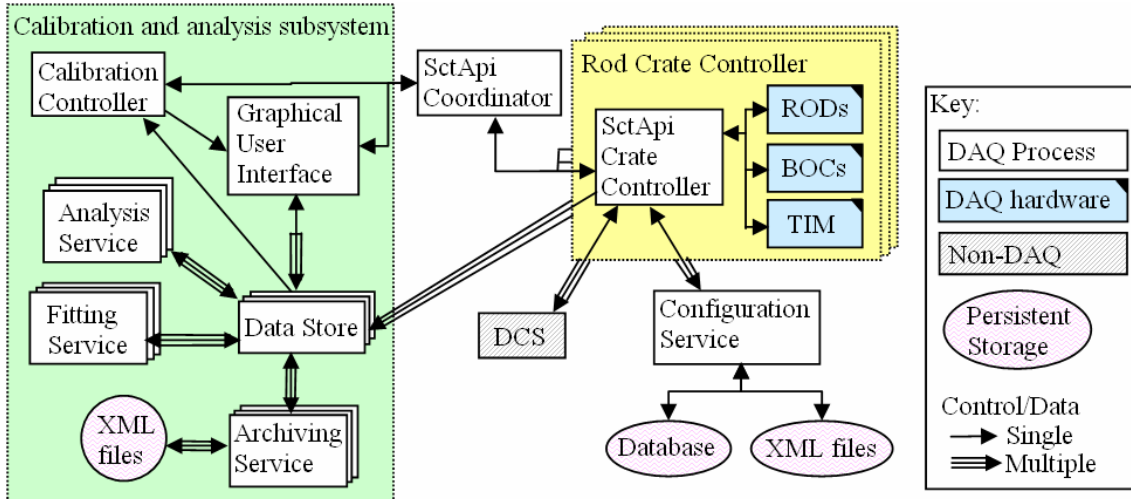 Calibration and analysis subsystem
Calibration
Controller
Graphical
User
Interface
Analysis
Service
Fitting
Service
Data Store
XML
files
Archiving
Service
SctApi
Coordinator
Rod Crate Controller
SctApi
Crate
Controller
RODs
BOCs
TIM
DCS
Configuration
Service
Database
XML files
Key:
DAQ Process
DAQ hardware
Non-DAQ
Persistent
Storage
Control/Data
Single
Multiple